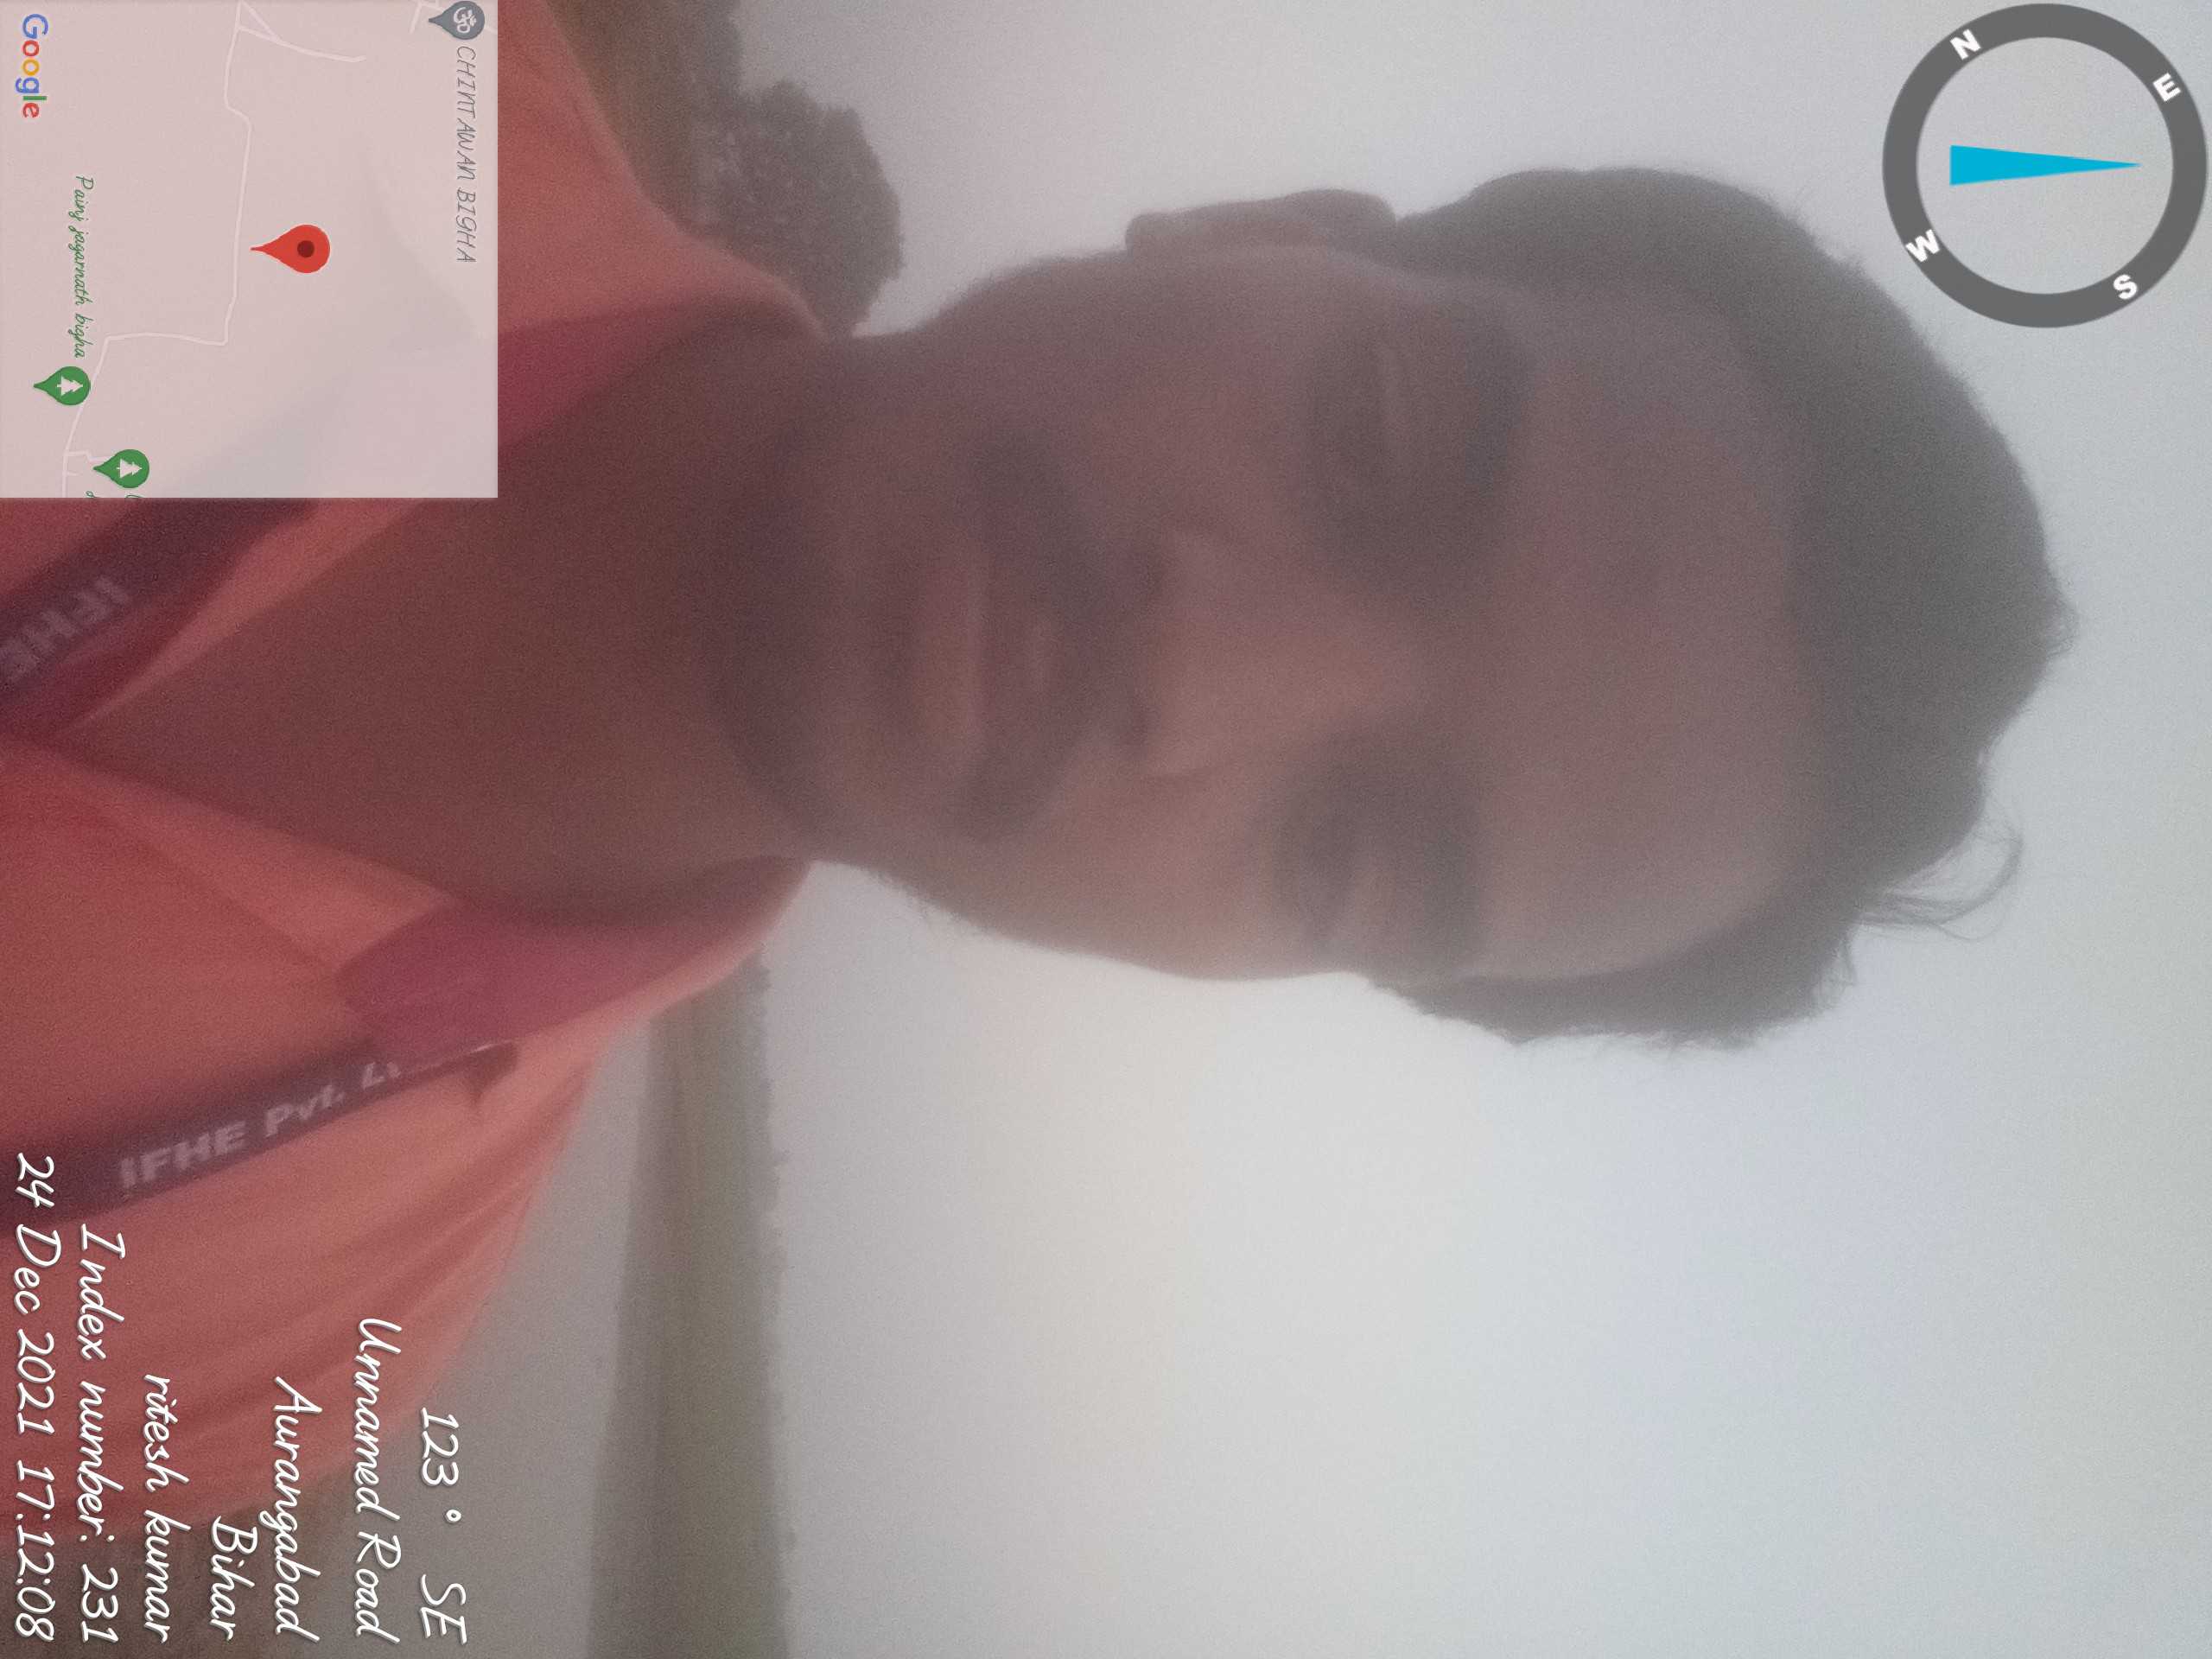 N
E
S
W
123° SE
Unnamed Road
Aurangabad
Bihar
ritesh kumar
Index number: 231
24 Dec 2021 17:12:08
CHINTAWAN BIGHA
Painj jagarnath bigha
Google
IFHE
IFHE Pvt.